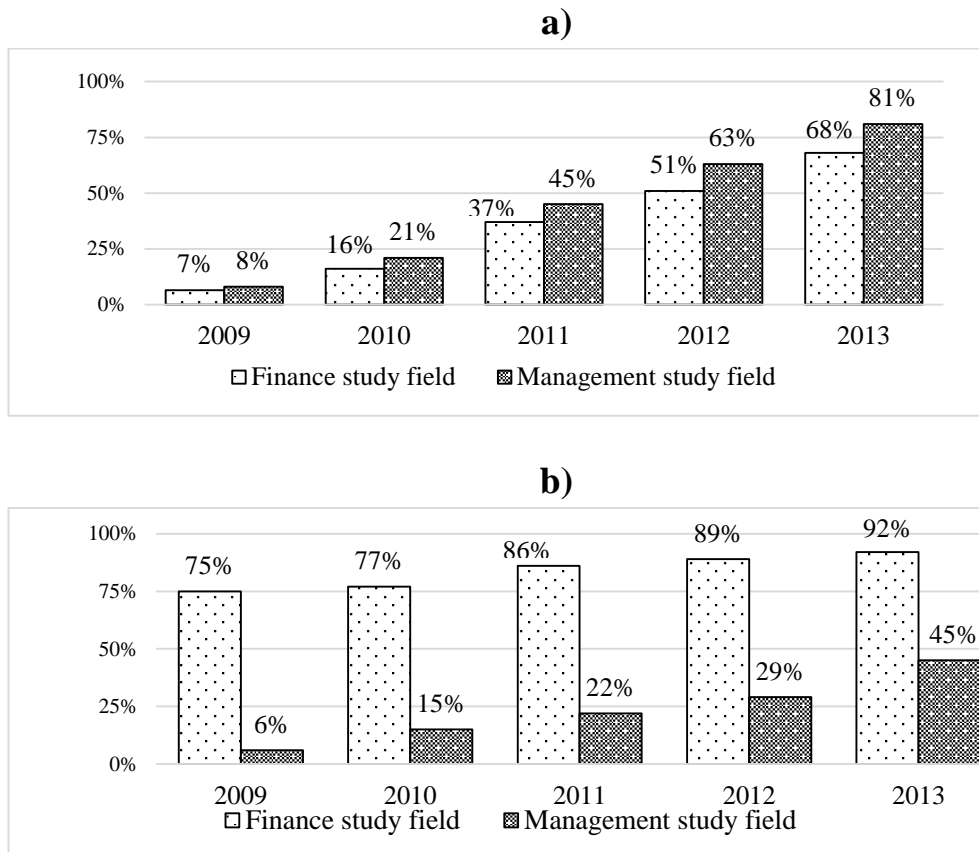 a)
100%
75%
50%
25%
0%
7% 8% 16% 21% 37% 45% 51% 63% 68% 81%
2009 2010 2011 2012 2013
Finance study field Management study field
b)
100%
75%
50%
25%
0%
75% 6% 77% 15% 86% 22% 89% 29% 92% 45%
2009 2010 2011 2012 2013
Finance study field Management study field